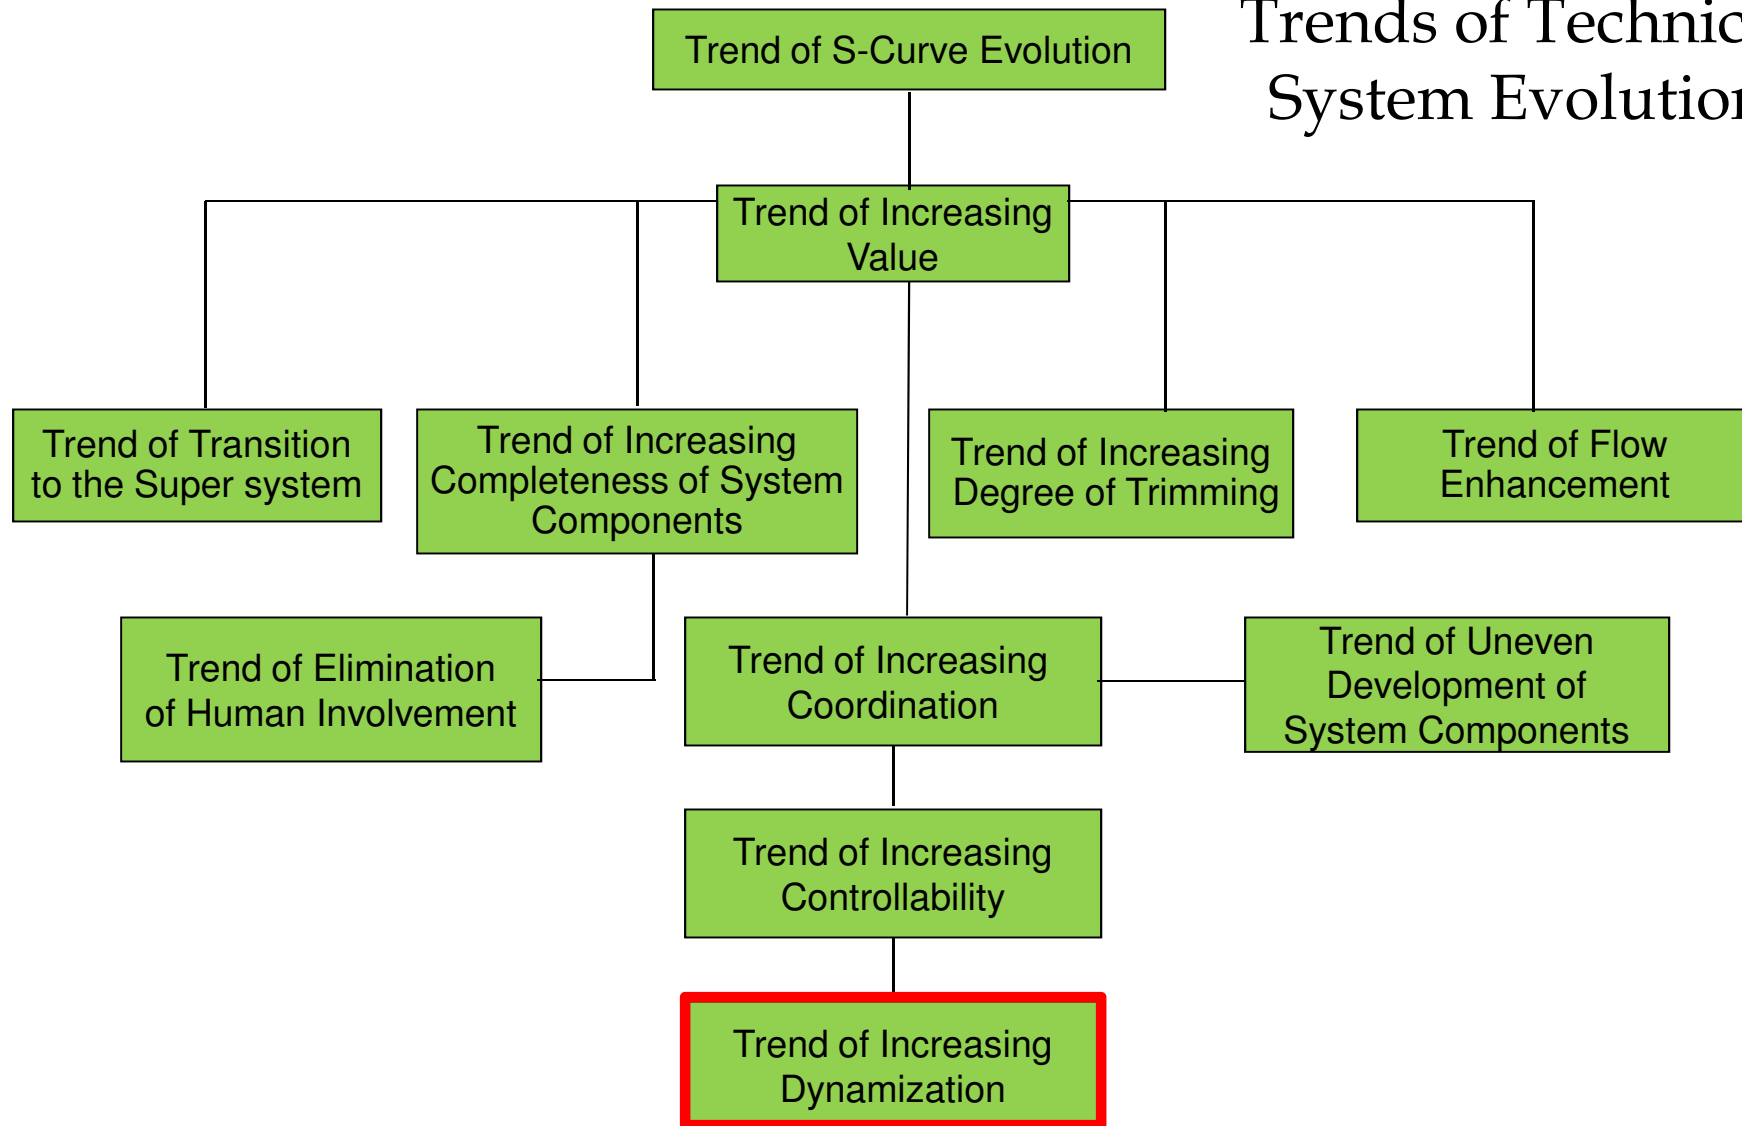 Trends of Technic
System Evolution
Trend of S-Curve Evolution
Trend of Increasing
Value
Trend of Transition
to the Super system
Trend of Increasing
Completeness of System
Components
Trend of Increasing
Degree of Trimming
Trend of Flow
Enhancement
Trend of Elimination
of Human Involvement
Trend of Increasing
Coordination
Trend of Uneven
Development of
System Components
Trend of Increasing
Controllability
Trend of Increasing
Dynamization